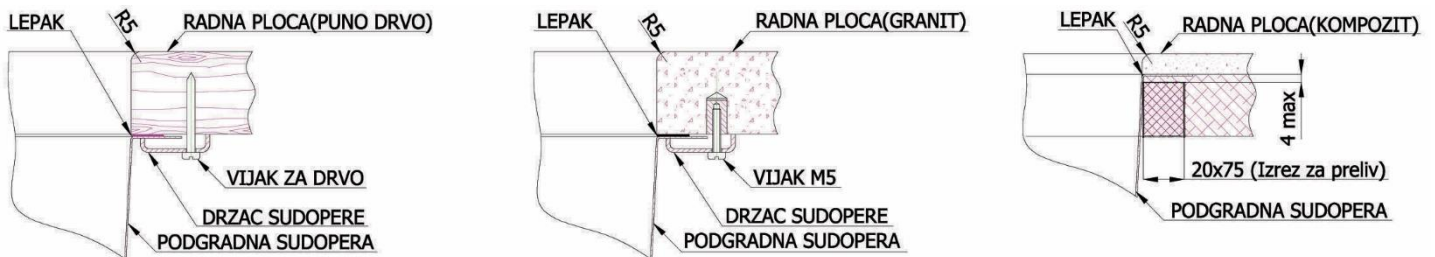 LEPAK
R5
RADNA PLOCA(PUNO DRVO)
VIJAK ZA DRVO
DRZAC SUDOPERE
PODGRADNA SUDOPERA
LEPAK
R5
RADNA PLOCA(GRANIT)
VIJAK M5
DRZAC SUDOPERE
PODGRADNA SUDOPERA
LEPAK
R5
RADNA PLOCA(KOMPOZIT)
4 max
20x75 (Izrez za preliv)
PODGRADNA SUDOPERA